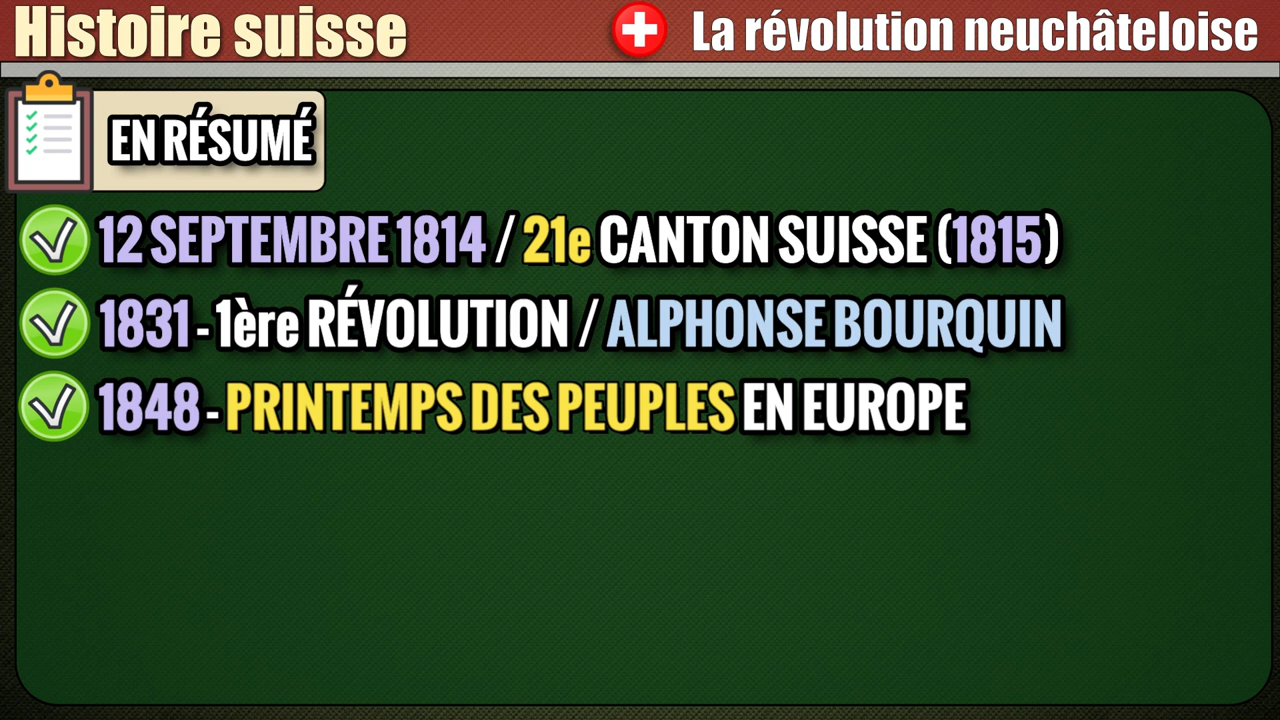 Histoire suisse
La révolution neuchâteloise
EN RÉSUMÉ
12 SEPTEMBRE 1814 / 21e CANTON SUISSE (1815)
1831 - 1ère RÉVOLUTION / ALPHONSE BOURQUIN
1848 - PRINTEMPS DES PEUPLES EN EUROPE